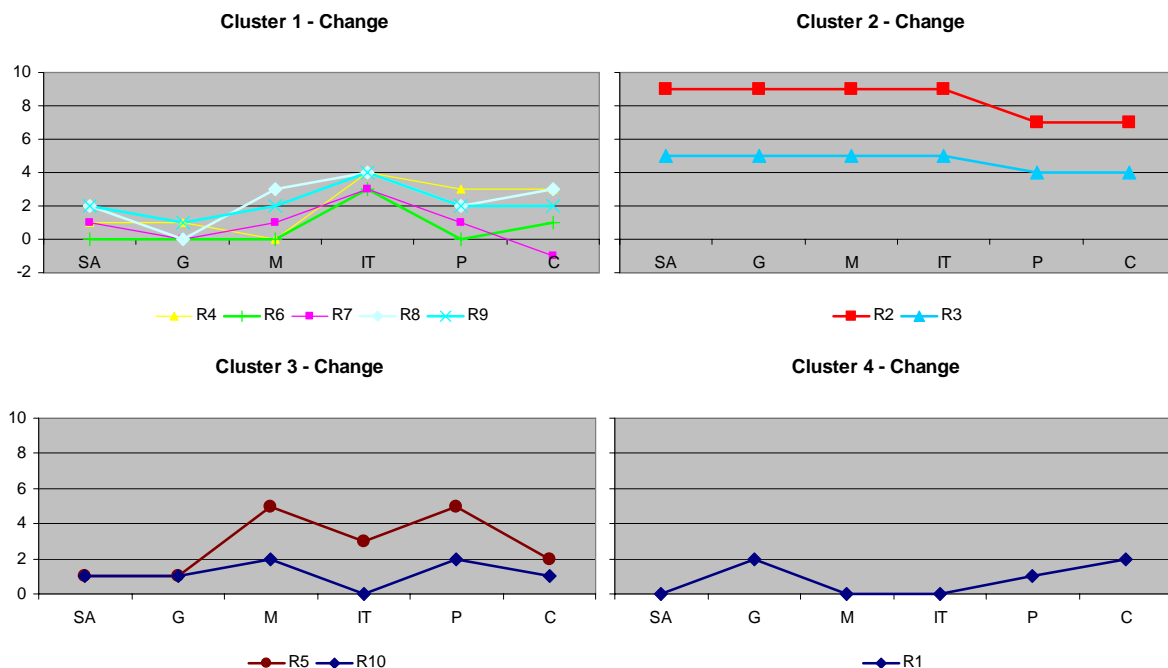 Cluster 1 - Change
10
8
6
4
2
0
-2
SA G M IT P C
R4 R6 R7 R8 R9
Cluster 2 - Change
SA G M IT P C
R2 R3
Cluster 3 - Change
10
8
6
4
2
0
SA G M IT P C
R5 R10
Cluster 4 - Change
SA G M IT P C
R1